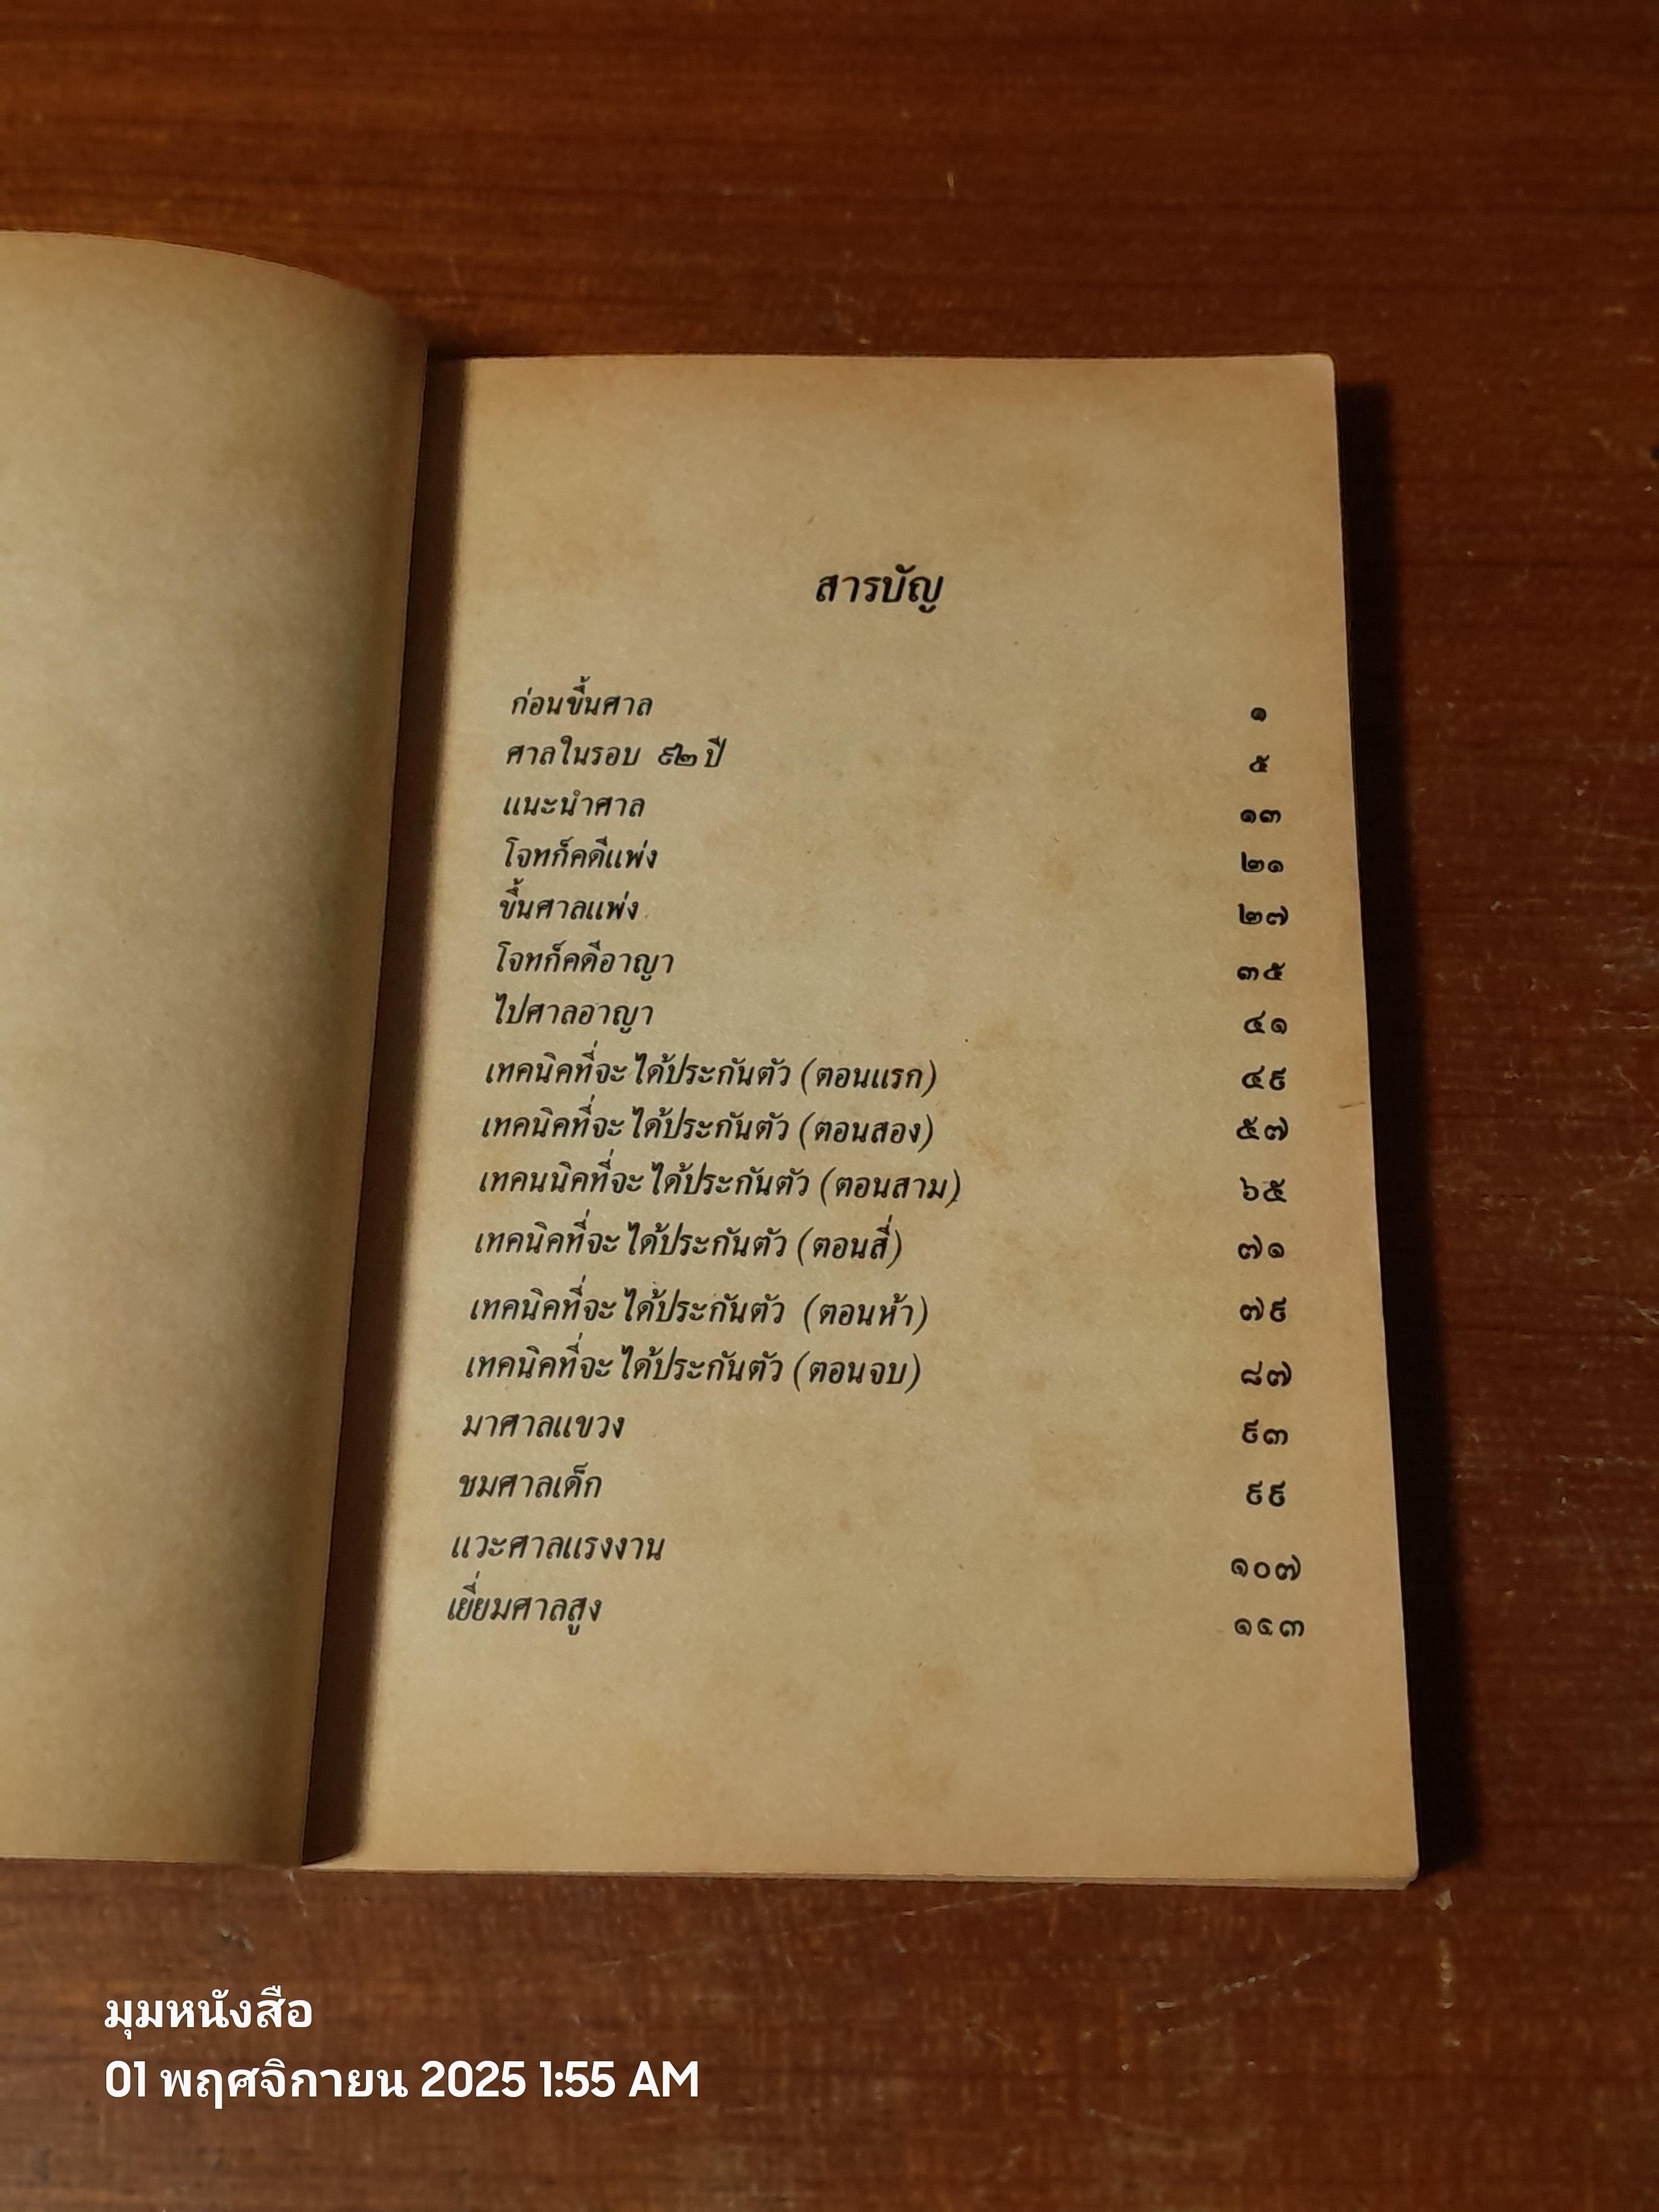 สารบัญ
ก่อนขึ้นศาล ๑
ศาลในรอบ ๙๒ ปี ๕
แนะนำศาล ๑๓
โจทก์คดีแพ่ง ๒๑
ขึ้นศาลแพ่ง ๒๗
โจทก์คดีอาญา ๓๕
ไปศาลอาญา ๔๑
เทคนิคที่จะได้ประกันตัว (ตอนแรก) ๔๙
เทคนิคที่จะได้ประกันตัว (ตอนสอง) ๕๗
เทคนนิคที่จะได้ประกันตัว (ตอนสาม) ๖๕
เทคนิคที่จะได้ประกันตัว (ตอนสี่) ๗๑
เทคนิคที่จะได้ประกันตัว (ตอนห้า) ๗๙
เทคนิคที่จะได้ประกันตัว (ตอนจบ) ๘๗
มาศาลแขวง ๙๓
ชมศาลเด็ก ๙๙
แวะศาลแรงงาน ๑๐๗
เยี่ยมศาลสูง ๑๔๓
มุมหนังสือ
01 พฤศจิกายน 2025 1:55 AM